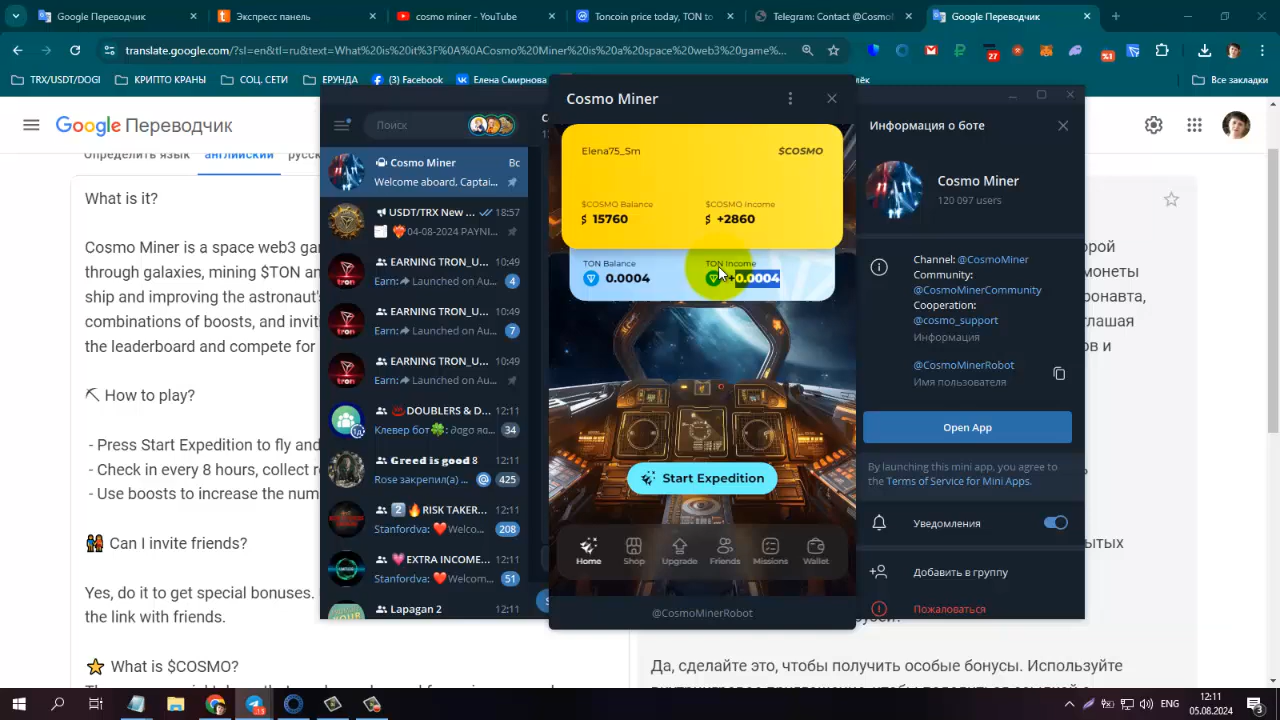 Google Переводчик
Экспресс панель
cosmo miner - YouTube
Toncoin price today, TON to
Telegram: Contact @Cosmo
Google Переводчик
translate.google.com/?sl=en&tl=ru&text=What%20is%20it%3F%0A%0ACosmo%20Miner%20is%20a%20space%20web3%20game%...
TRX/USDT/DOGI
КРИПТО КРАНЫ
СОЦ. СЕТИ
ЕРУНДА
(3) Facebook
Елена Смирнова
Все закладки
Google Переводчик
Определить язык
английский
What is it?
Cosmo Miner is a space web3
through galaxies, mining $TON an
ship and improving the astronaut's
combinations of boosts, and inviti
the leaderboard and compete for
How to play?
- Press Start Expedition to fly and
- Check in every 8 hours, collect r
- Use boosts to increase the num
Can I invite friends?
Yes, do it to get special bonuses.
the link with friends.
What is $COSMO?
Поиск
Cosmo Miner
Вс
Welcome aboard, Captai...
USDT/TRX New ...
18:57
04-08-2024 PAYNI...
EARNING TRON_U...
10:49
Earn: Launched on Au...
4
EARNING TRON_U...
10:49
Earn: Launched on Au...
7
EARNING TRON_U...
10:49
Earn: Launched on Au...
DOUBLERS & D...
12:11
Клевер бот
34
Greed is good 8
12:11
Rose закрепил(а) ...
@
425
RISK TAKER...
12:11
Stanfordva: Welco...
208
EXTRA INCOME...
12:11
Stanfordva: Welcom...
51
Lapagan 2
12:11
Cosmo Miner
Elena75_Sm
$COSMO
$COSMO Balance
$COSMO Income
$ 15760
$ +2860
TON Balance
TON Income
0.0004
+0.0004
Start Expedition
Home
Shop
Upgrade
Friends
Missions
Wallet
@CosmoMinerRobot
Информация о боте
Cosmo Miner
120 097 users
Channel: @CosmoMiner
Community:
@CosmoMinerCommunity
Cooperation:
@cosmo_support
Информация
@CosmoMinerRobot
Имя пользователя
Open App
By launching this mini app, you agree to
the Terms of Service for Mini Apps.
Уведомления
Добавить в группу
Пожаловаться
Да, сделайте это, чтобы получить особые бонусы. Используйте
ENG
12:11
05.08.2024